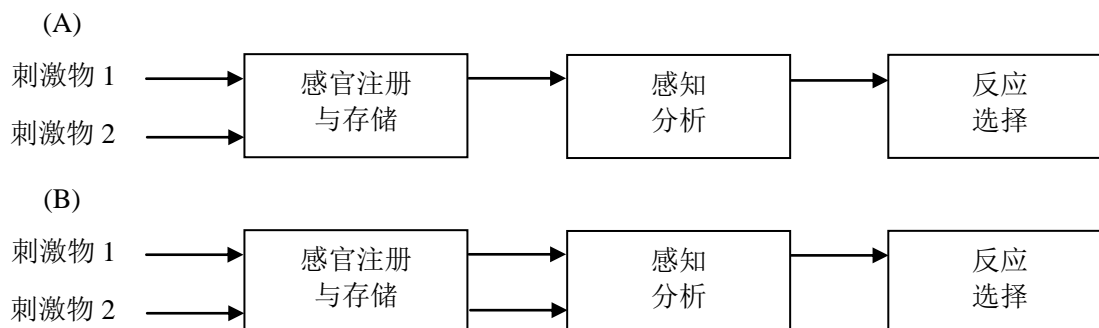 (A)
刺激物 1
感官注册
与存储
感知
分析
反应
选择
刺激物 2
(B)
刺激物 1
感官注册
与存储
感知
分析
反应
选择
刺激物 2